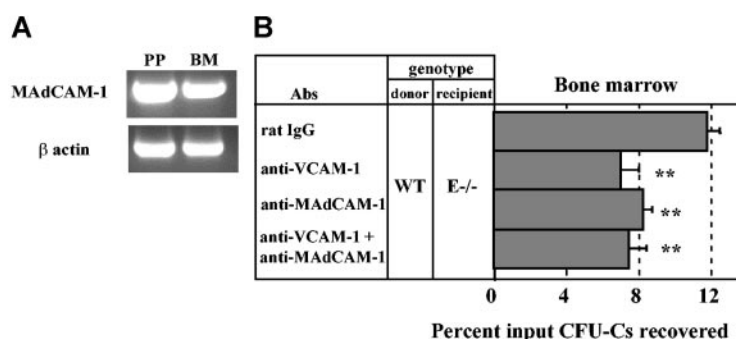 A
PP BM
MAdCAM-1
β actin
B
genotype
Abs donor recipient
Bone marrow
rat IgG
anti-VCAM-1 **
WT E-/-
anti-MAdCAM-1 **
anti-VCAM-1 +
anti-MAdCAM-1 **
0 4 8 12
Percent input CFU-Cs recovered